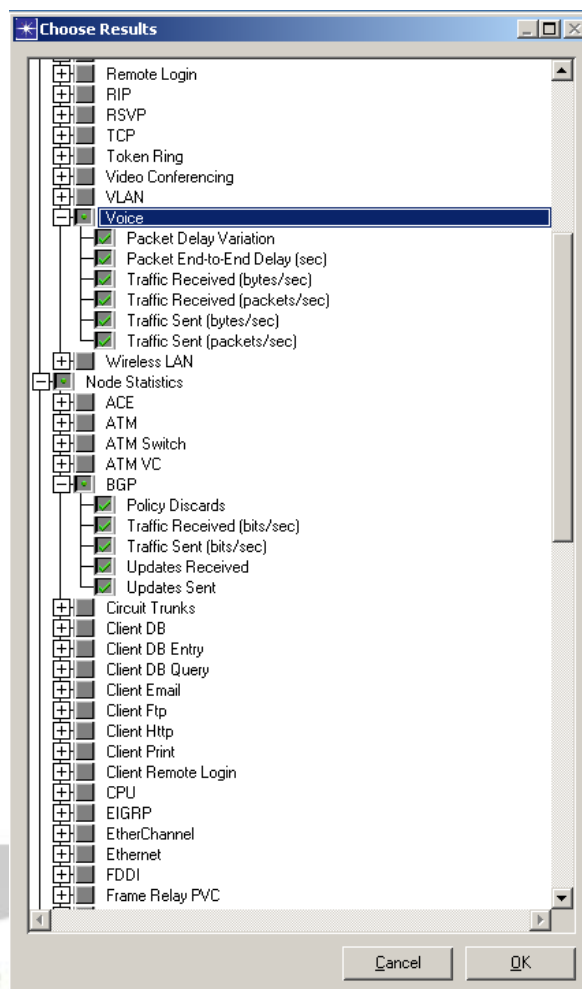 Choose Results
Remote Login
RIP
RSVP
TCP
Token Ring
Video Conferencing
VLAN
Voice
Packet Delay Variation
Packet End-to-End Delay (sec)
Traffic Received (bytes/sec)
Traffic Received (packets/sec)
Traffic Sent (bytes/sec)
Traffic Sent (packets/sec)
Wireless LAN
Node Statistics
ACE
ATM
ATM Switch
ATM VC
BGP
Policy Discards
Traffic Received (bits/sec)
Traffic Sent (bits/sec)
Updates Received
Updates Sent
Circuit Trunks
Client DB
Client DB Entry
Client DB Query
Client Email
Client Ftp
Client Http
Client Print
Client Remote Login
CPU
EIGRP
EtherChannel
Ethernet
FDDI
Frame Relay PVC
Cancel OK